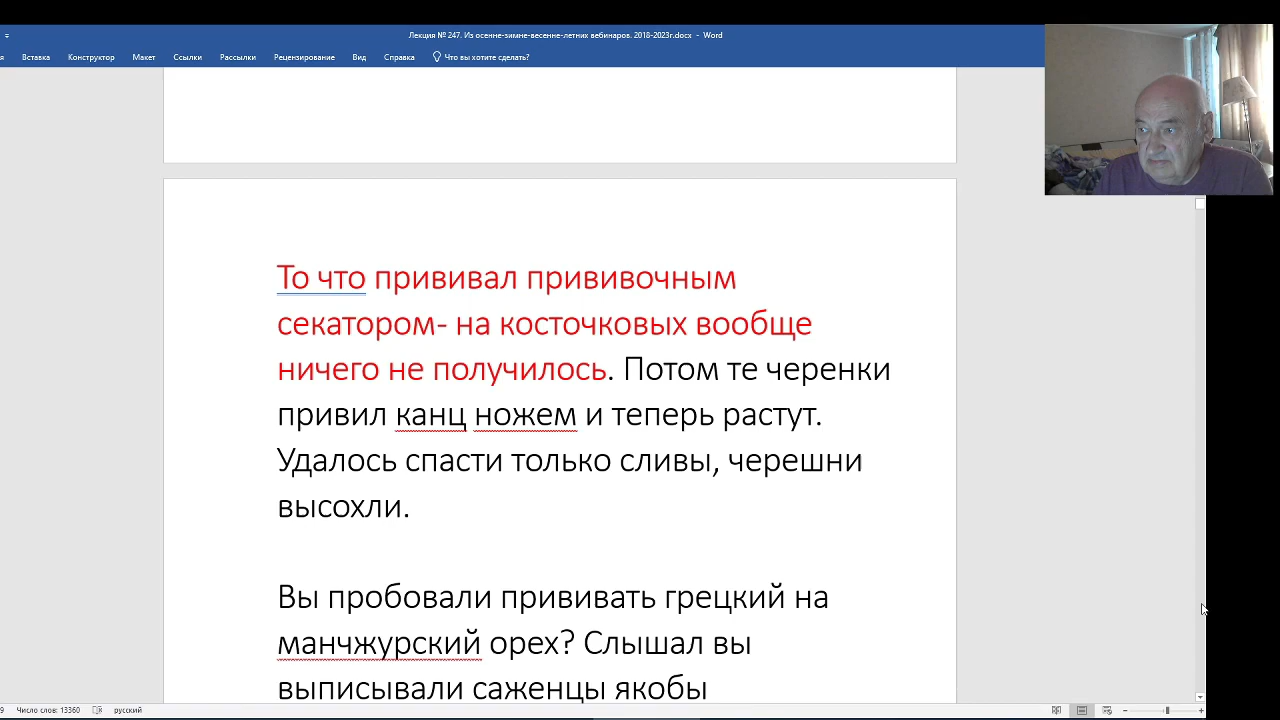 Лекция № 247. Из осенне-зимне-весенне-летних вебинаров. 2018-2023г.docx - Word
я Вставка Конструктор Макет Ссылки Рассылки Рецензирование Вид Справка Что вы хотите сделать?
То что прививал прививочным
секатором- на косточковых вообще
ничего не получилось. Потом те черенки
привил канц ножем и теперь растут.
Удалось спасти только сливы, черешни
высохли.
Вы пробовали прививать грецкий на
манчжурский орех? Слышал вы
выписывали саженцы якобы
9 Число слов: 13360 русский